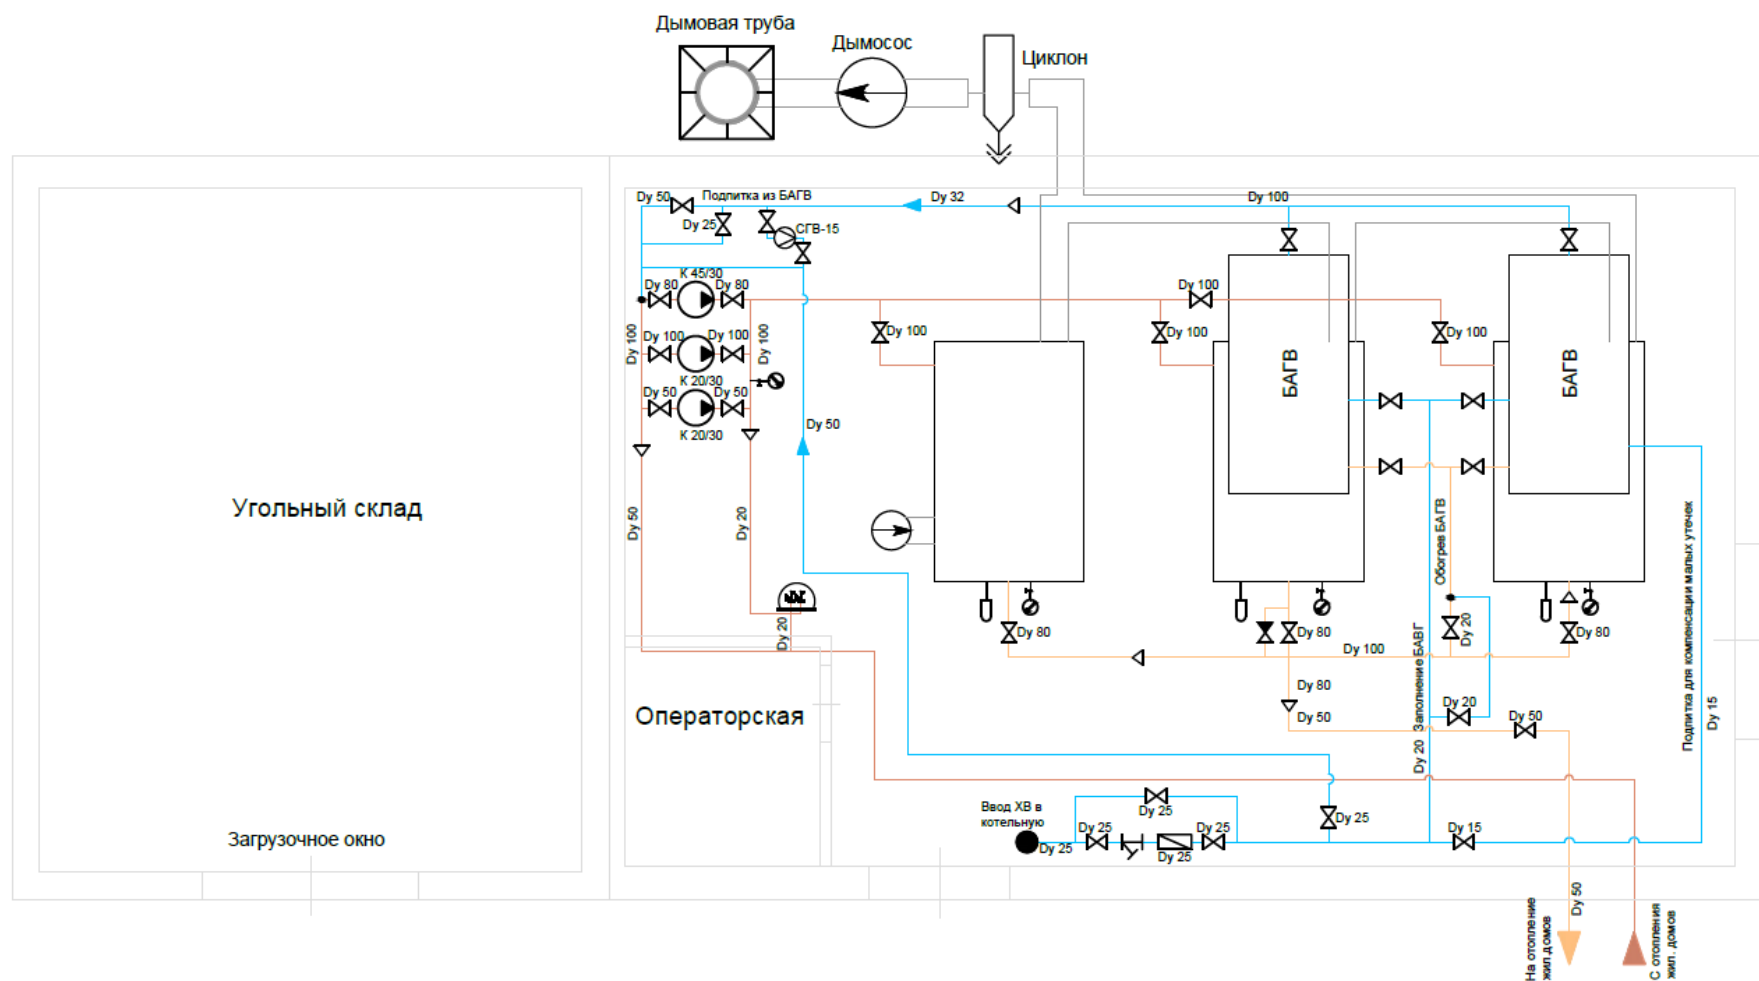 Дымовая труба
Дымосос
Циклон
Dy 50
Подпитка из БАГВ
Dy 32
Dy 100
Dy 25
СГВ-15
К 45/30
Dy 80
Dy 80
Dy 100
Dy 100
Dy 100
Dy 100
Dy 100
Dy 100
Dy 100
Dy 100
Dy 100
К 20/30
Dy 50
Dy 50
К 20/30
БАГВ
БАГВ
Dy 50
Угольный склад
Dy 50
Dy 20
Обогрев БАГВ
Подпитка для компенсации малых утечек
Dy 15
Dy 20
Dy 80
Dy 80
Dy 20
Dy 80
Dy 100
Операторская
Dy 80
Dy 50
Dy 20
Dy 50
Dy 20 Заполнение БАВГ
Ввод ХВ в
котельную
Dy 25
Dy 25
Dy 25
Dy 25
Dy 25
Dy 25
Dy 15
Загрузочное окно
Dy 50
На отопление
жил.домов
С отопления
жил. домов